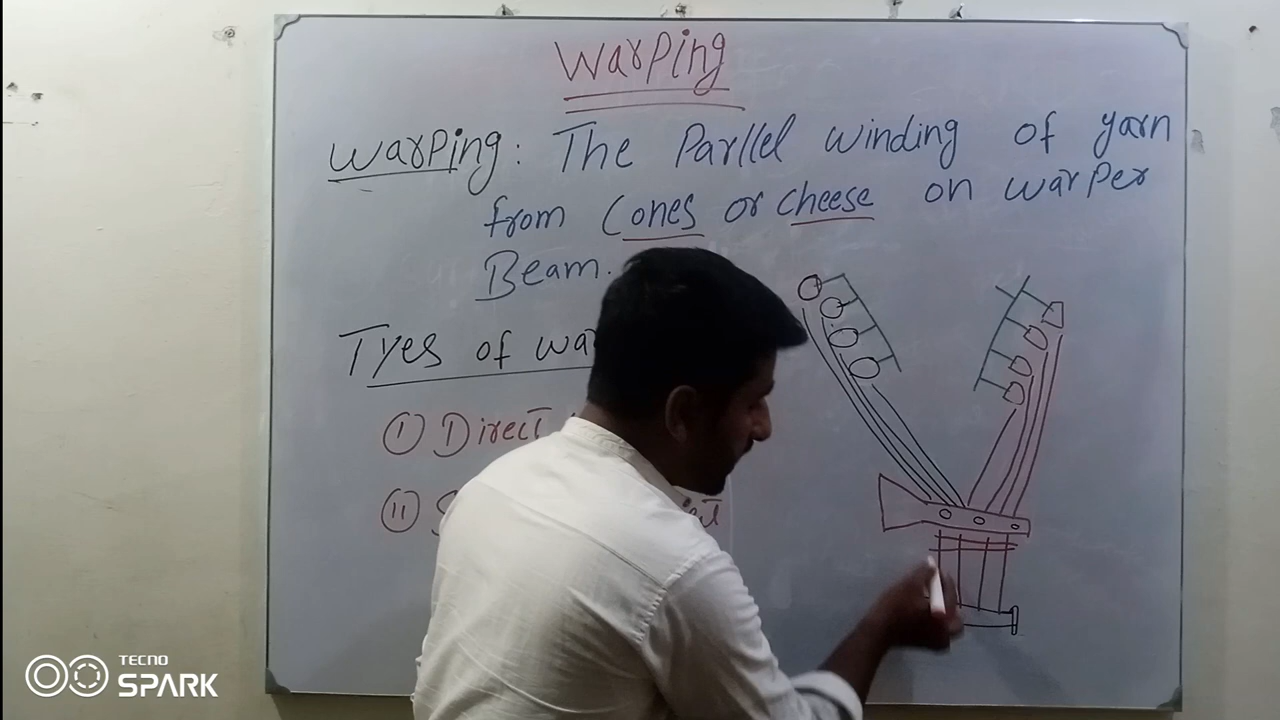 Warping
Warping: The Parllel winding of yarn
from Cones or cheese on warper
Beam.
Tyes of wa
(I) Direct
(II) S
TECNO
SPARK